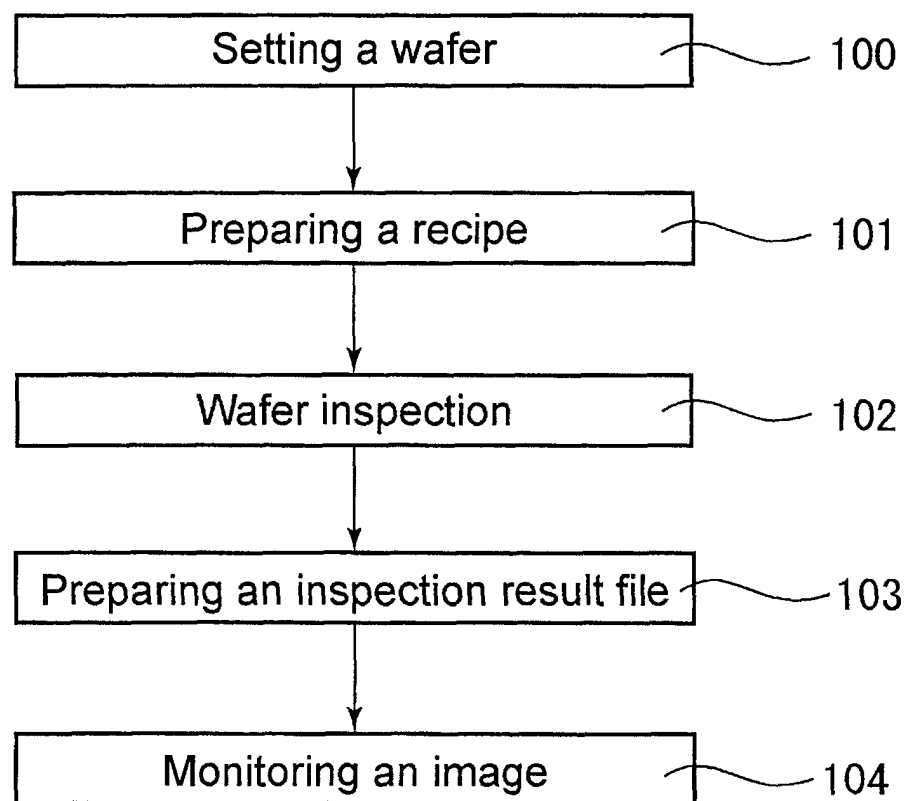 Setting a wafer 100
Preparing a recipe 101
Wafer inspection 102
Preparing an inspection result file 103
Monitoring an image 104